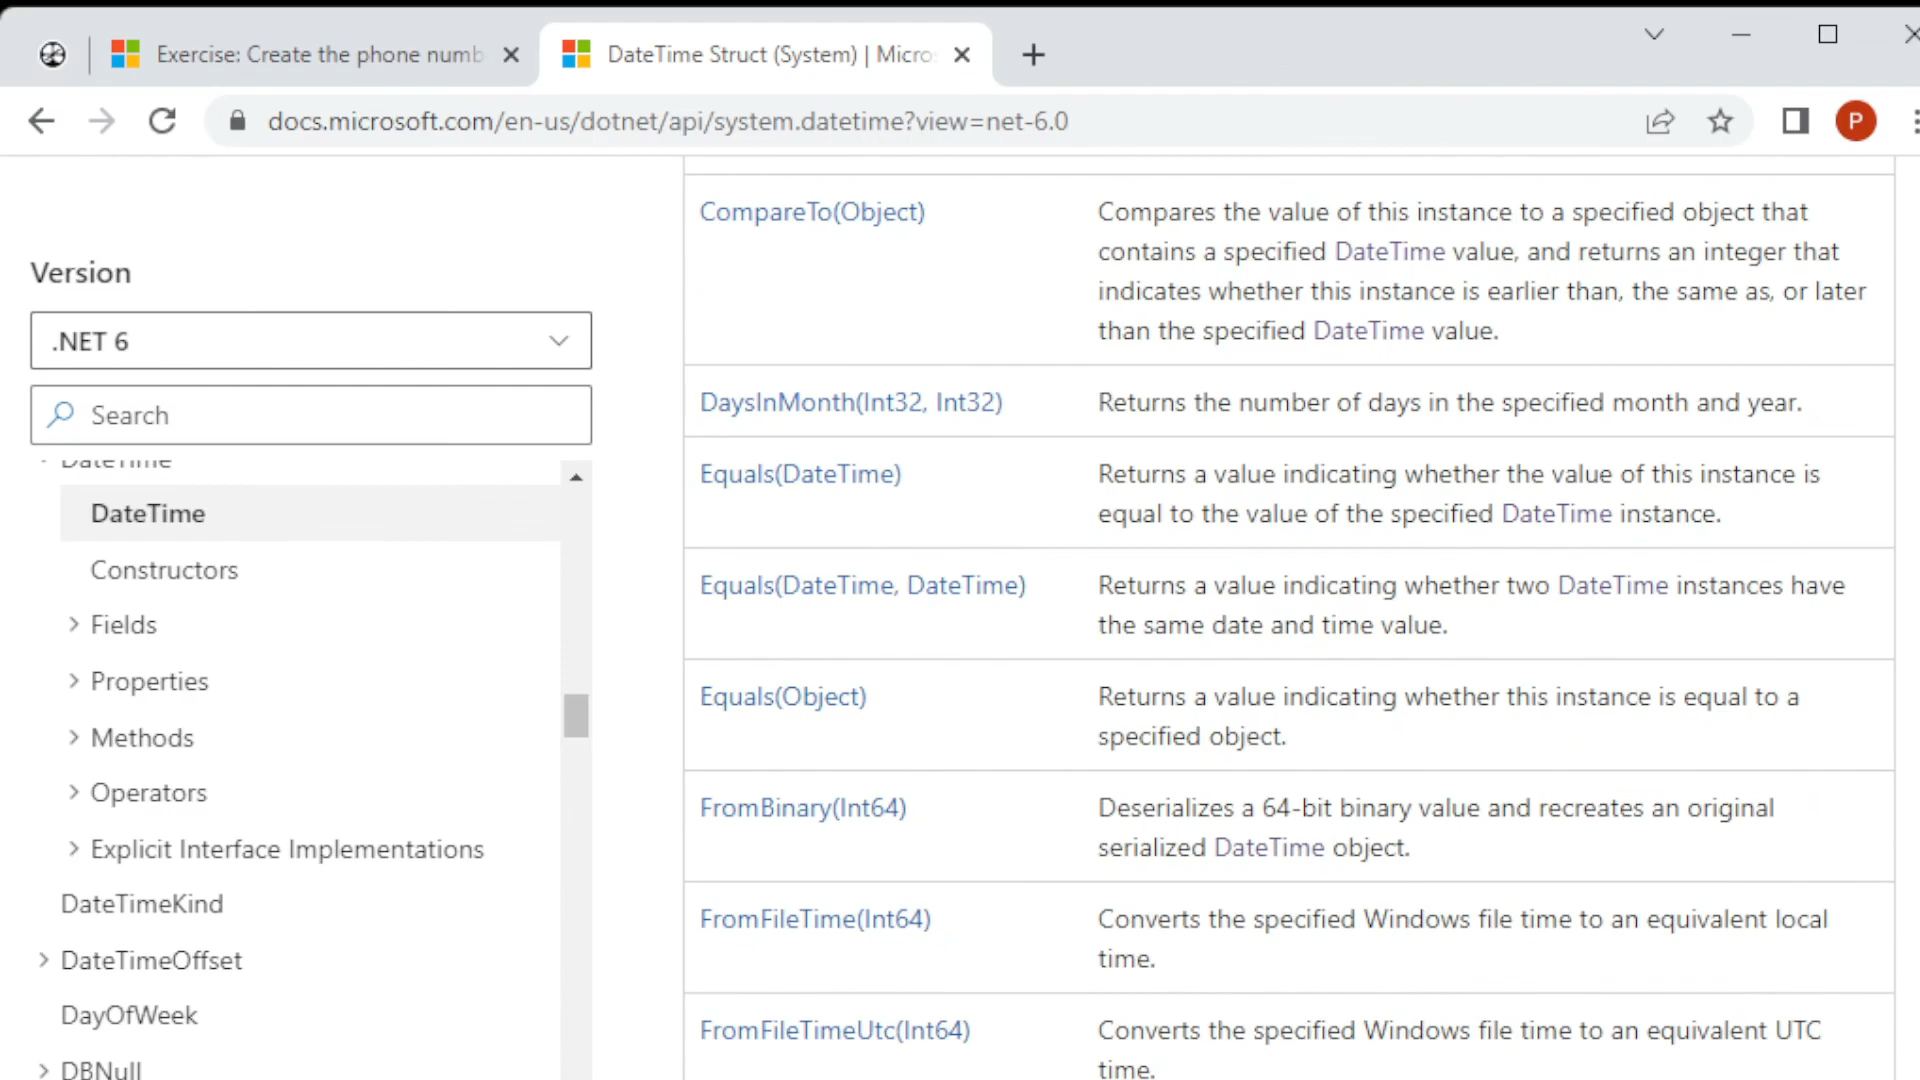 Exercise: Create the phone numb
DateTime Struct (System) | Micro
docs.microsoft.com/en-us/dotnet/api/system.datetime?view=net-6.0
P
Version
.NET 6
Search
DateTime
DateTime
Constructors
Fields
Properties
Methods
Operators
Explicit Interface Implementations
DateTimeKind
DateTimeOffset
DayOfWeek
DBNull
CompareTo(Object)
Compares the value of this instance to a specified object that
contains a specified DateTime value, and returns an integer that
indicates whether this instance is earlier than, the same as, or later
than the specified DateTime value.
DaysInMonth(Int32, Int32)
Returns the number of days in the specified month and year.
Equals(DateTime)
Returns a value indicating whether the value of this instance is
equal to the value of the specified DateTime instance.
Equals(DateTime, DateTime)
Returns a value indicating whether two DateTime instances have
the same date and time value.
Equals(Object)
Returns a value indicating whether this instance is equal to a
specified object.
FromBinary(Int64)
Deserializes a 64-bit binary value and recreates an original
serialized DateTime object.
FromFileTime(Int64)
Converts the specified Windows file time to an equivalent local
time.
FromFileTimeUtc(Int64)
Converts the specified Windows file time to an equivalent UTC
time.